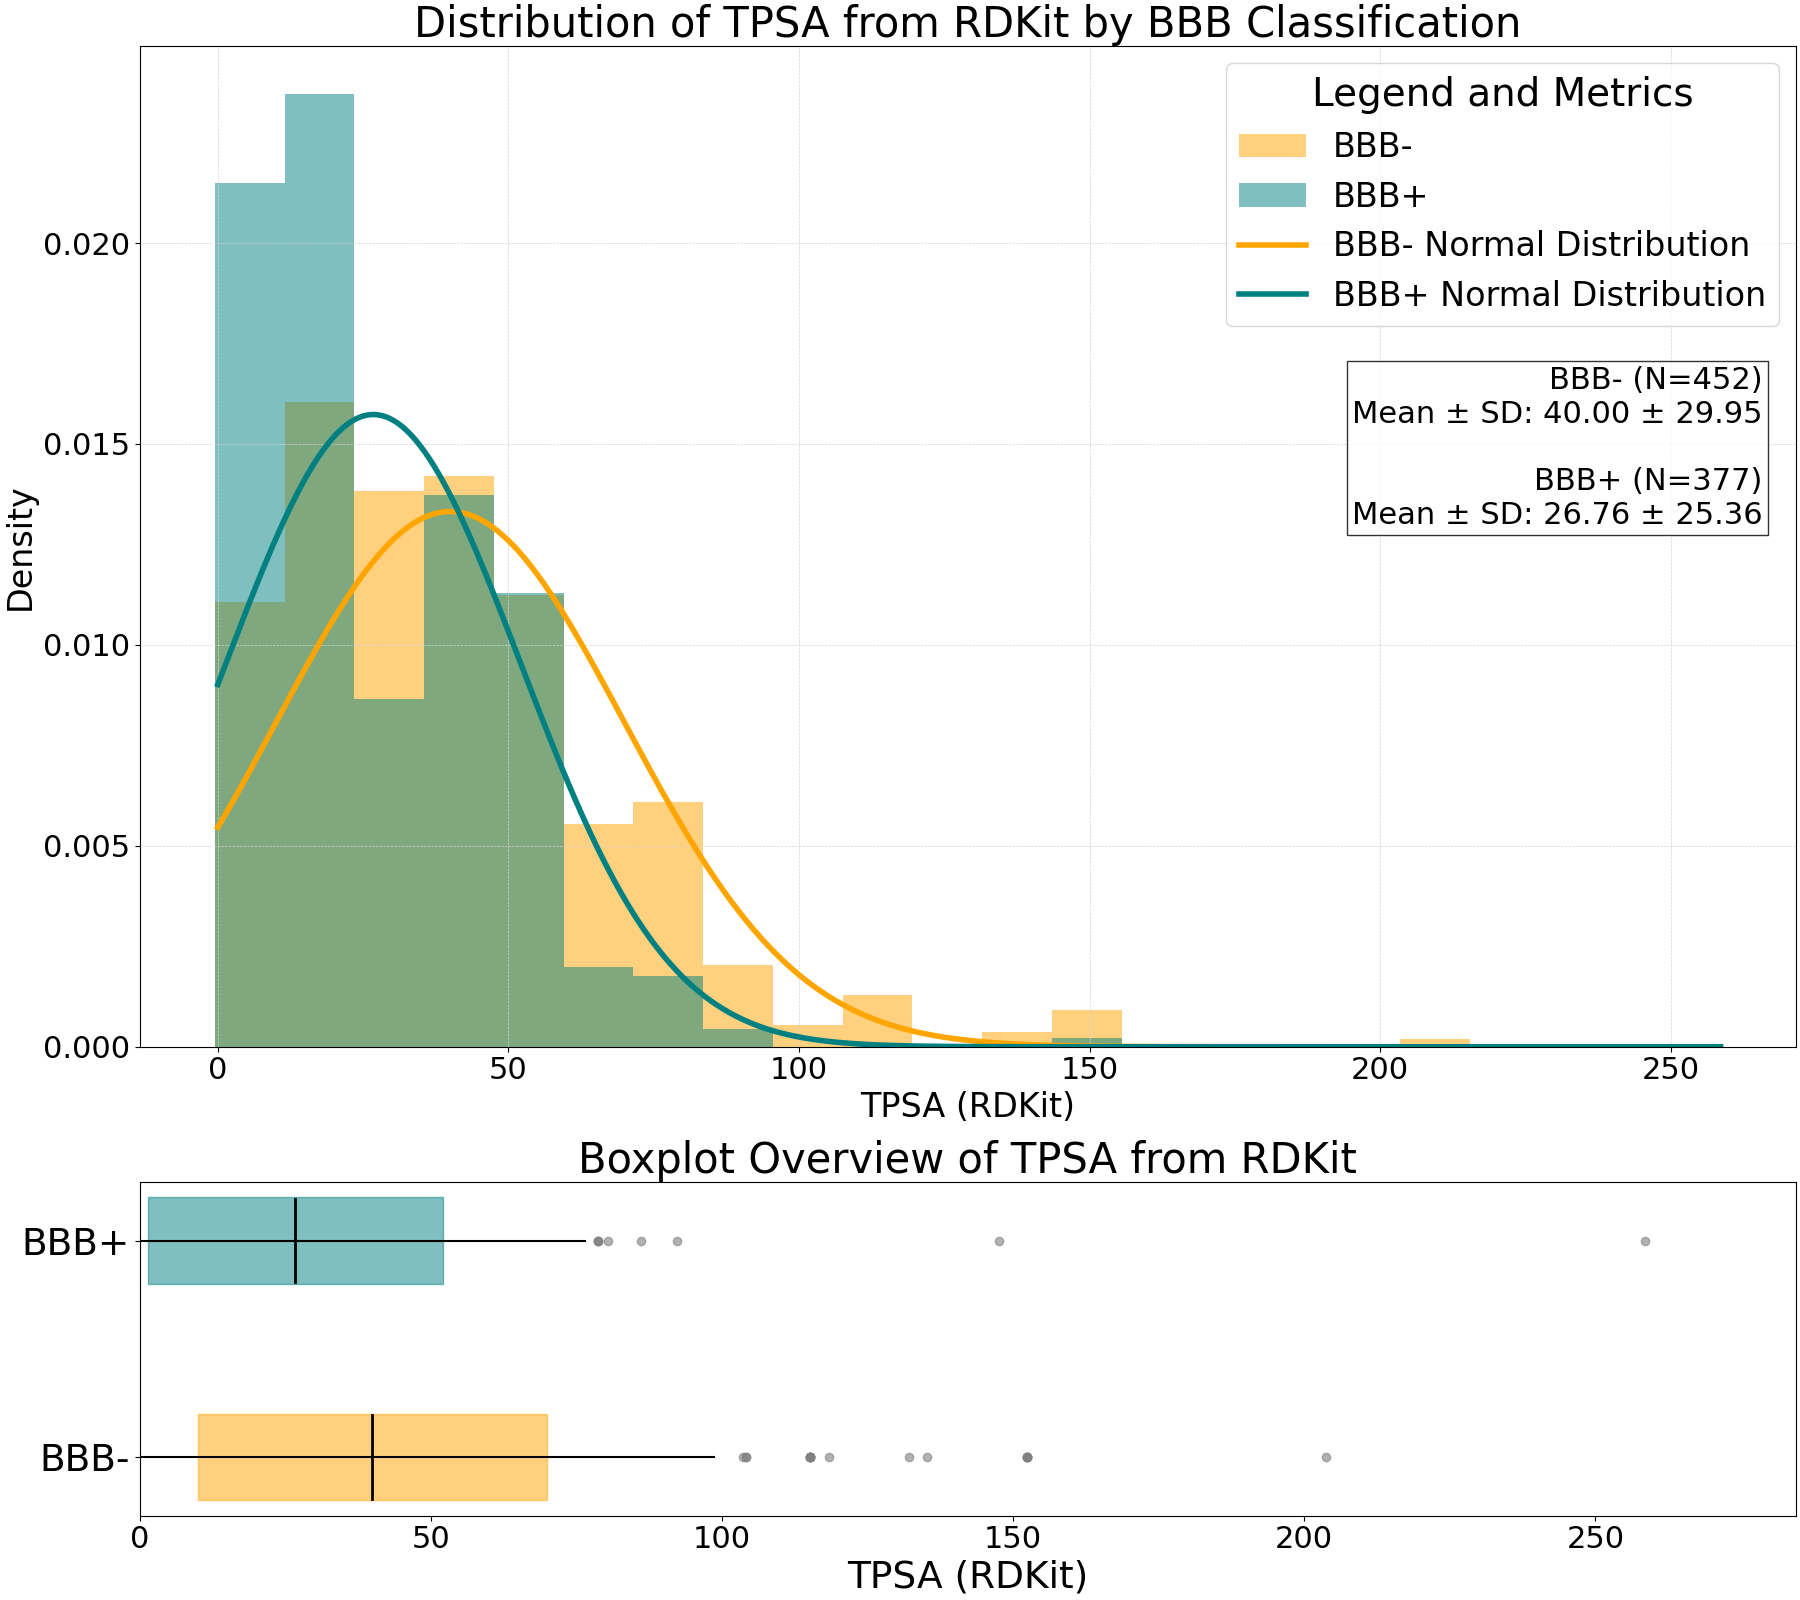 Distribution of TPSA from RDKit by BBB Classification
Legend and Metrics
BBB-
BBB+
BBB- Normal Distribution
BBB+ Normal Distribution
BBB- (N=452)
Mean ± SD: 40.00 ± 29.95
BBB+ (N=377)
Mean ± SD: 26.76 ± 25.36
Density
0.020
0.015
0.010
0.005
0.000
0 50 100 150 200 250
TPSA (RDKit)
Boxplot Overview of TPSA from RDKit
BBB+
BBB-
0 50 100 150 200 250
TPSA (RDKit)